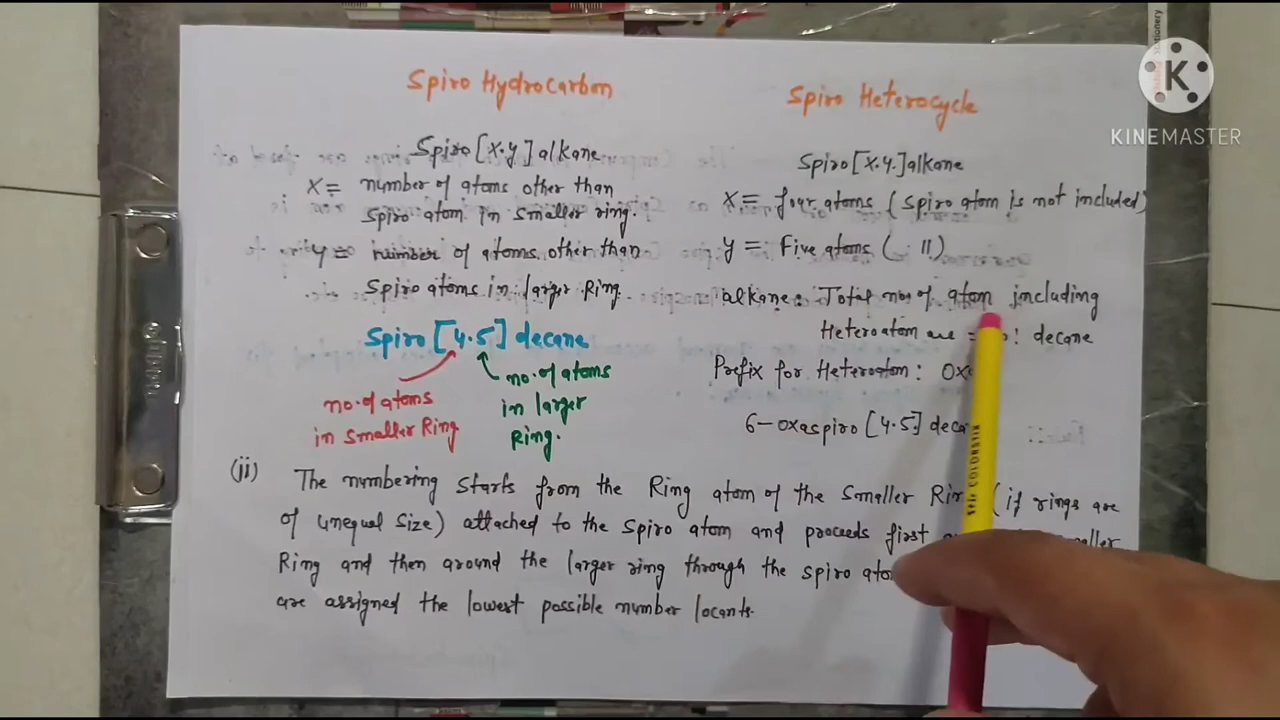 Spiro Hydrocarbon
Spiro[x.y]alkane
x= number of atoms other than
spiro atom in smaller ring.
y= number of atoms other than
spiro atoms in larger Ring.
Spiro[4.5] decane
no. of atoms
in smaller Ring
no. of atoms
in larger
Ring.
Spiro Heterocycle
Spiro[x.y.]alkane
x= four atoms (spiro atom is not included)
y = Five atoms ( " )
alkane: Total no. of atom including
Heteroatom are = : decane
Prefix for Heteroatom:
6-oxaspiro[4.5]
(ii) The numbering starts from the Ring atom of the smaller (if rings are
of unequal size) attached to the spiro atom and proceeds first
Ring and then around the larger ring through the spiro
are assigned the lowest possible number locants.
KINEMASTER
K
stationery
COLORSTIX